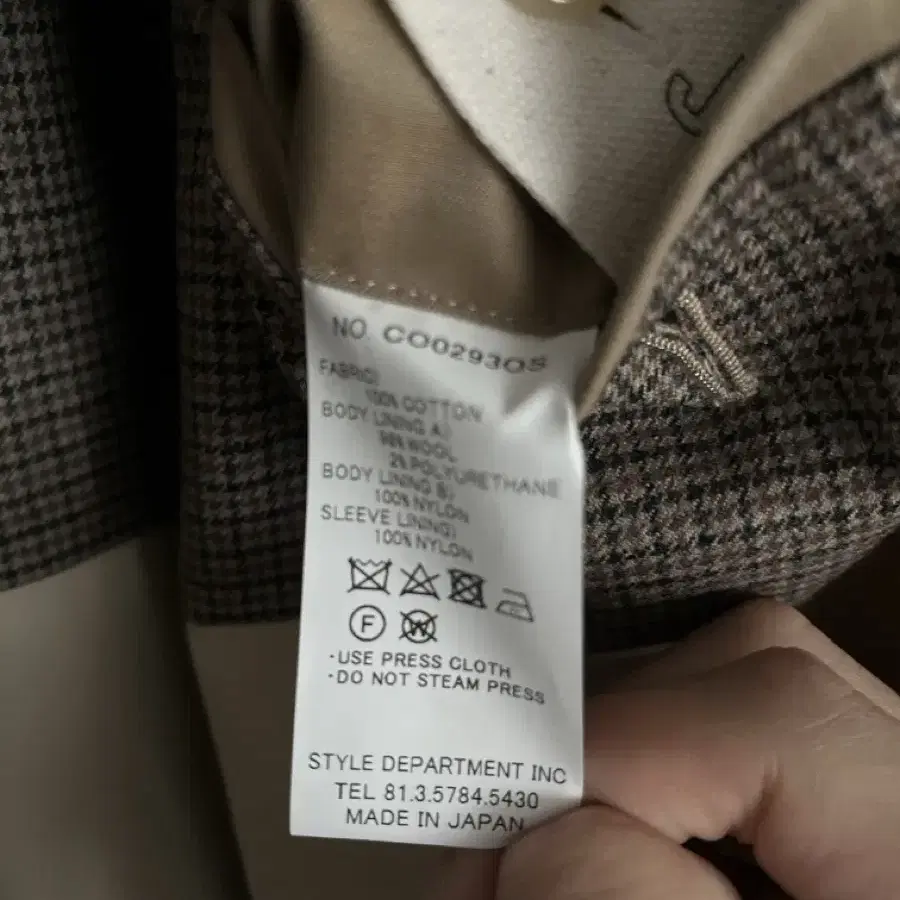 NO. CO0293OS
FABRIC)
100% COTTON
BODY LINING A)
98% WOOL
2% POLYURETHANE
BODY LINING B)
100% NYLON
SLEEVE LINING)
100% NYLON
F W
·USE PRESS CLOTH
·DO NOT STEAM PRESS
STYLE DEPARTMENT INC
TEL 81.3.5784.5430
MADE IN JAPAN